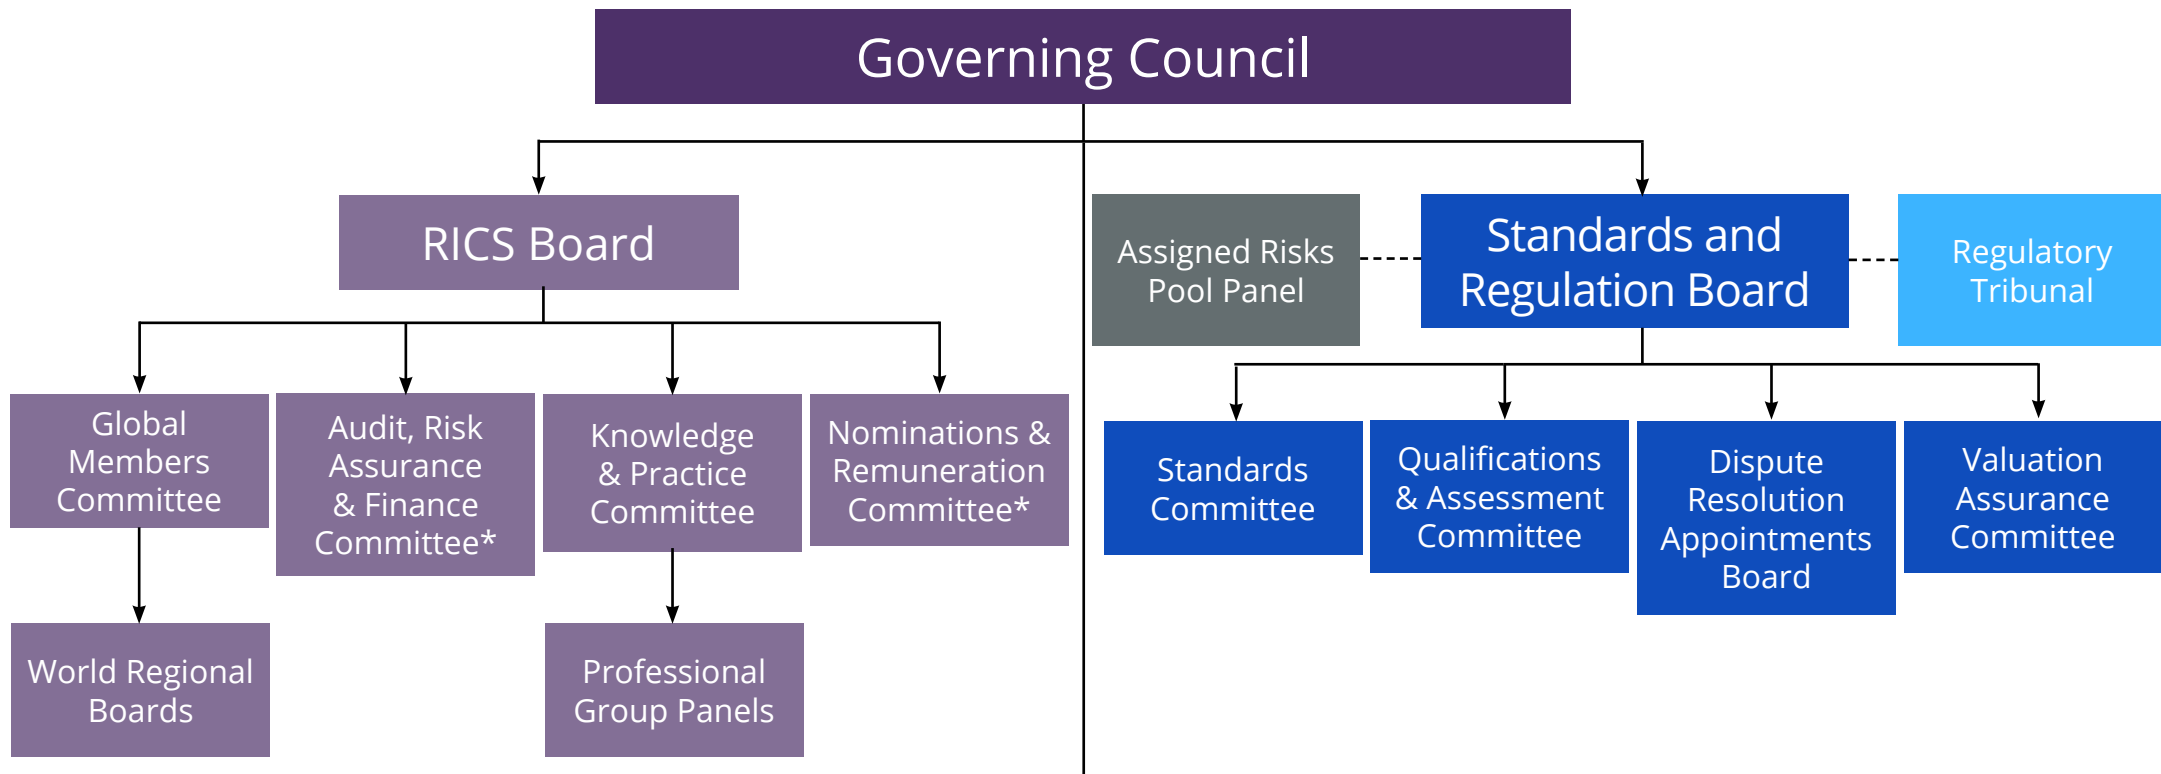 Governing Council
RICS Board
Assigned Risks
Pool Panel
Standards and
Regulation Board
Regulatory
Tribunal
Global
Members
Committee
Audit, Risk
Assurance
& Finance
Committee*
Knowledge
& Practice
Committee
Nominations &
Remuneration
Committee*
Standards
Committee
Qualifications
& Assessment
Committee
Dispute
Resolution
Appointments
Board
Valuation
Assurance
Committee
World Regional
Boards
Professional
Group Panels